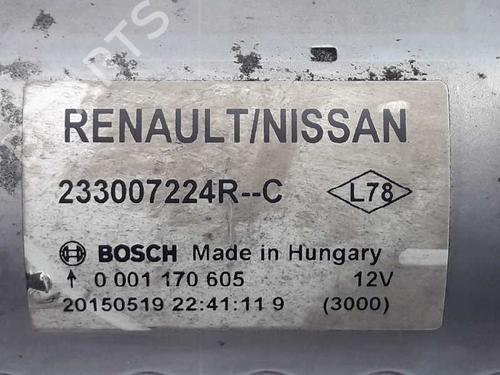 RENAULT/NISSAN
233007224R--C L78
BOSCH Made in Hungary
↑ 0 001 170 605 12V
20150519 22:41:11 9 (3000)